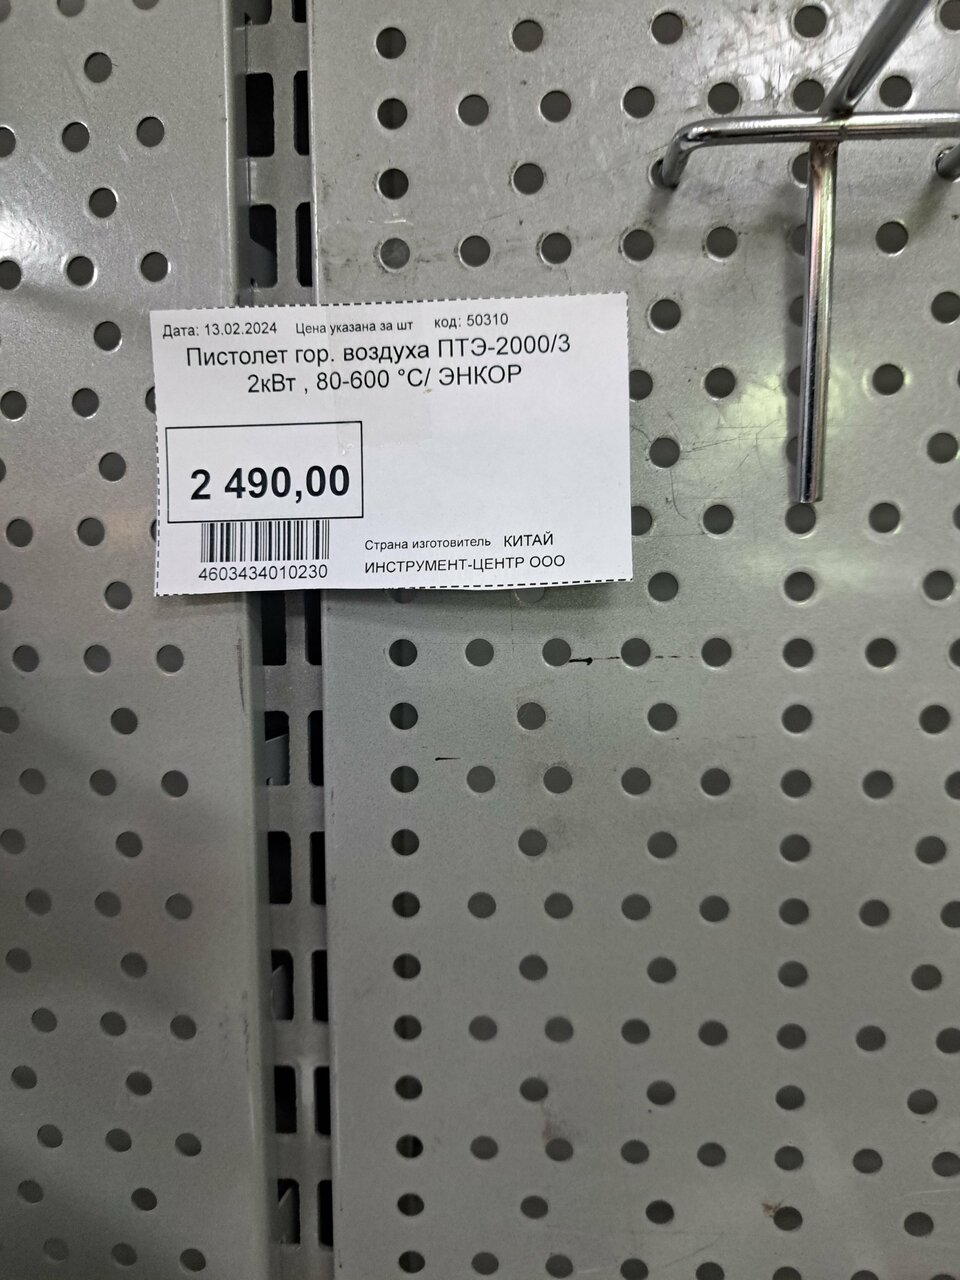 Дата: 13.02.2024 Цена указана за шт код: 50310
Пистолет гор. воздуха ПТЭ-2000/3
2кВт , 80-600 °С/ ЭНКОР
2 490,00
4603434010230
Страна изготовитель КИТАЙ
ИНСТРУМЕНТ-ЦЕНТР ООО